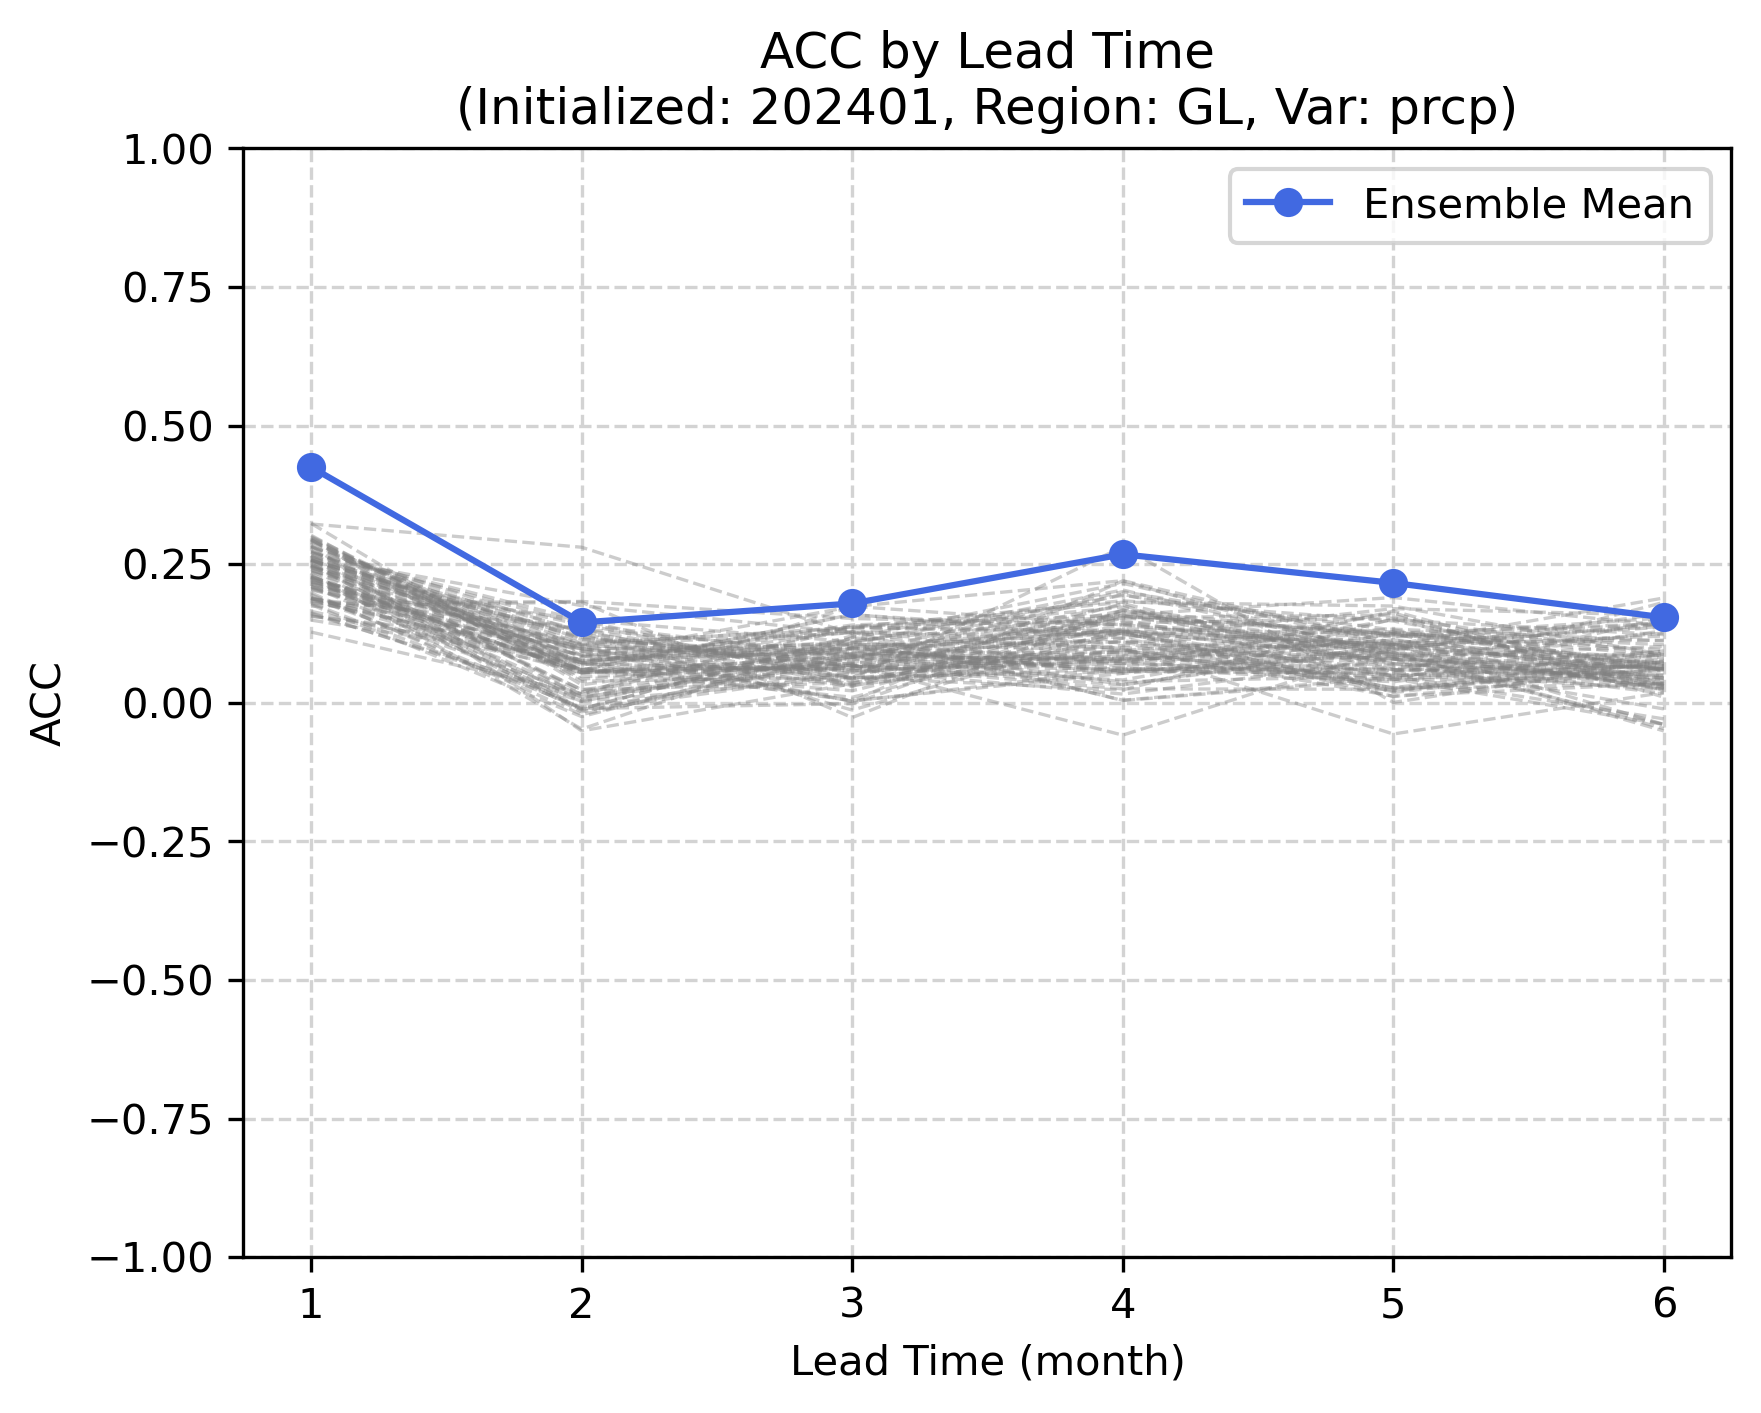 ACC by Lead Time
(Initialized: 202401, Region: GL, Var: prcp)
Ensemble Mean
1.00
0.75
0.50
0.25
0.00
−0.25
−0.50
−0.75
−1.00
ACC
1 2 3 4 5 6
Lead Time (month)